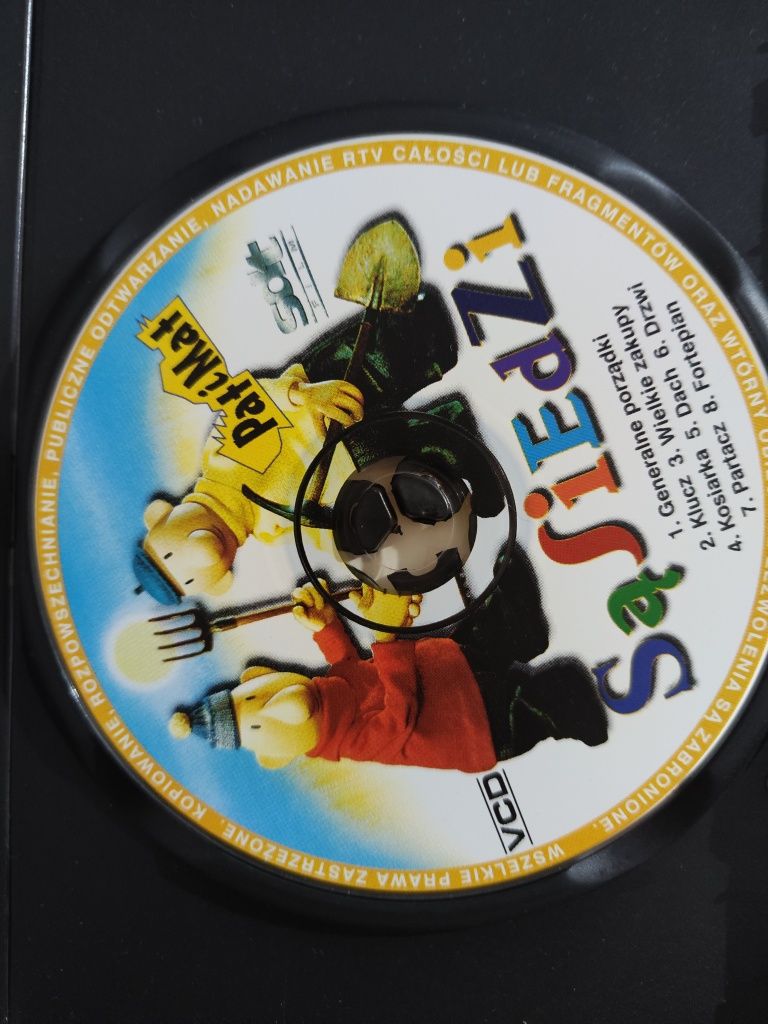 Pat i Mat
Soft
FILM
SąSIEDZI
1. Generalne porządki
2. Klucz 3. Wielkie zakupy
4. Kosiarka 5. Dach 6. Drzwi
7. Partacz 8. Fortepian
VCD
WSZELKIE PRAWA ZASTRZEŻONE, KOPIOWANIE, ROZPOWSZECHNIANIE, PUBLICZNE ODTWARZANIE, NADAWANIE RTV CAŁOŚCI LUB FRAGMENTÓW ORAZ WTÓRNY ZEZWOLENIA SĄ ZABRONIONE.